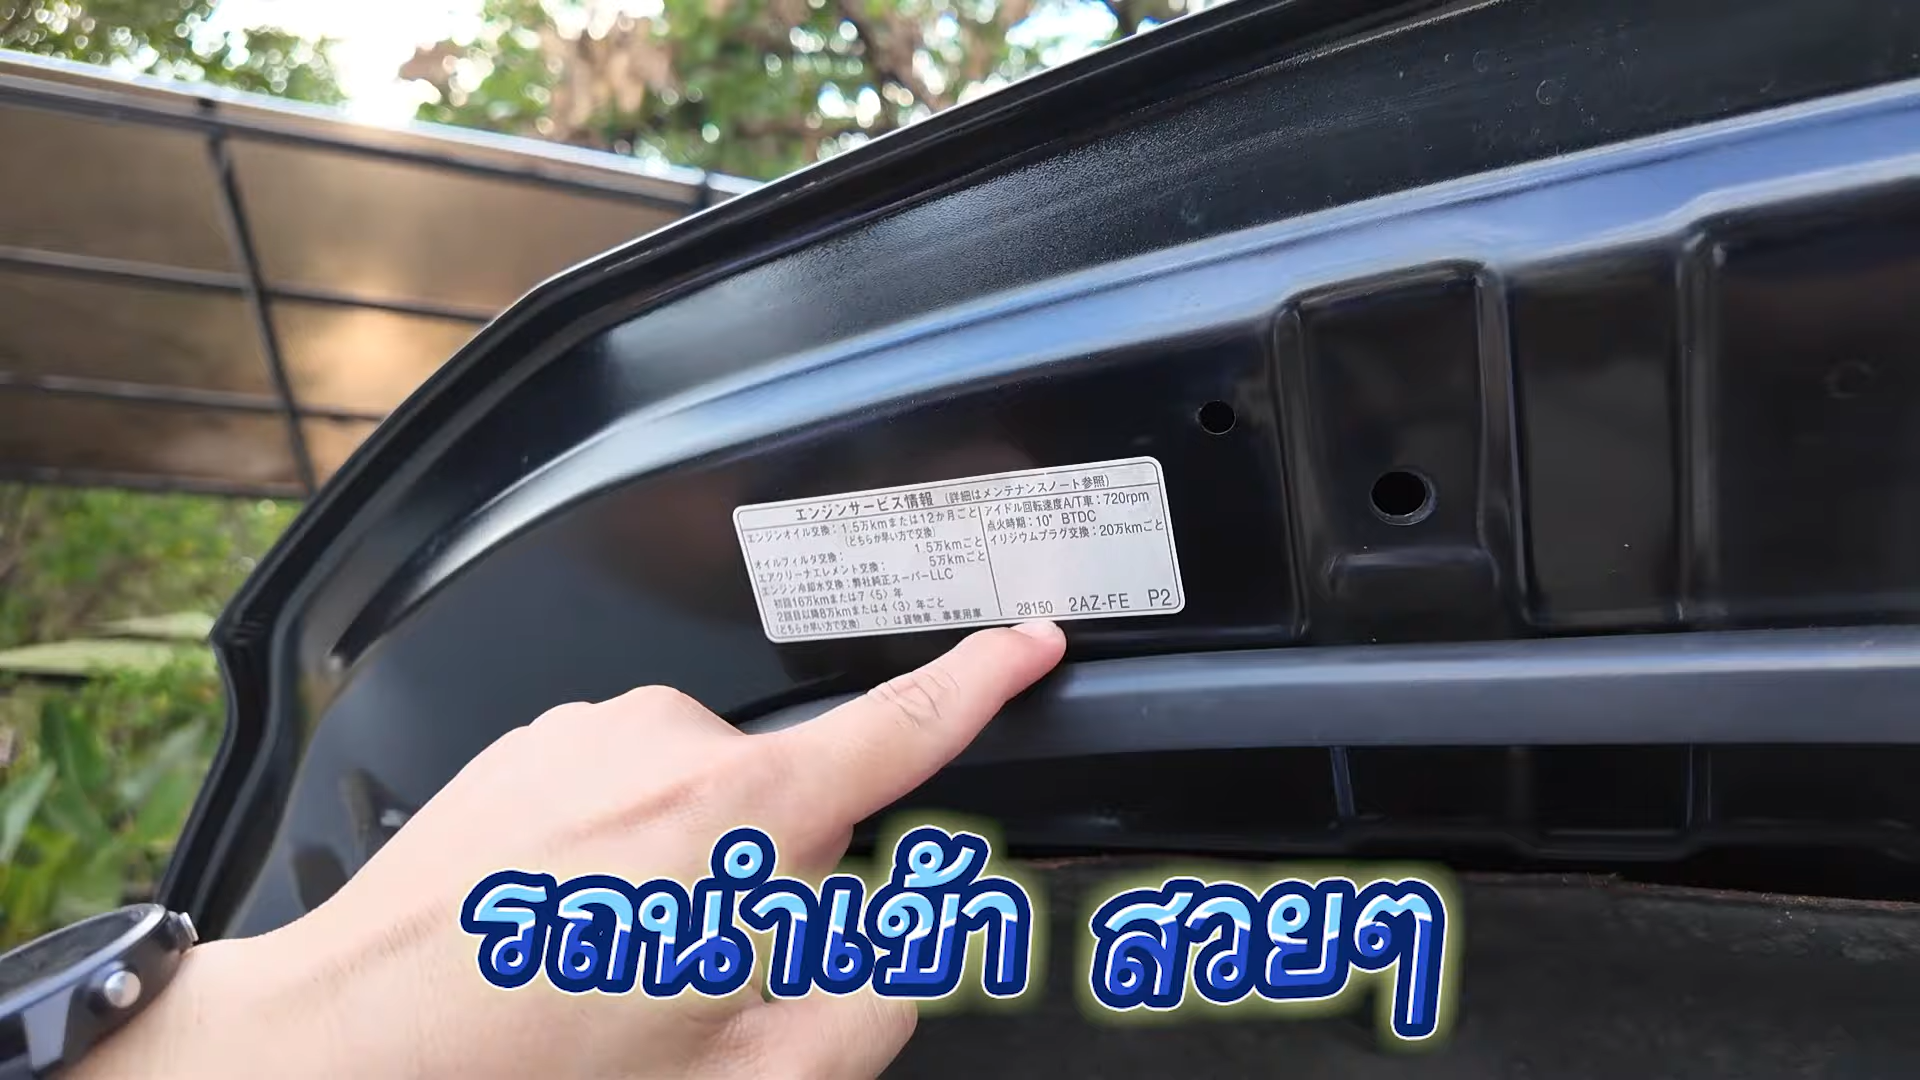 エンジンサービス情報 (詳細はメンテナンスノート参照)
エンジンオイル交換：1.5万kmまたは12か月ごと
(どちらか早い方で交換)
オイルフィルタ交換： 1.5万kmごと
エアクリーナエレメント交換： 5万kmごと
エンジン冷却水交換：弊社純正スーパーLLC
初回16万kmまたは7〈5〉年
2回目以降8万kmまたは4〈3〉年ごと
(どちらか早い方で交換) 〈〉は貨物車、事業用車
アイドル回転速度A/T車：720rpm
点火時期：10° BTDC
イリジウムプラグ交換：20万kmごと
28150 2AZ-FE P2
รถนำเข้า สวยๆ